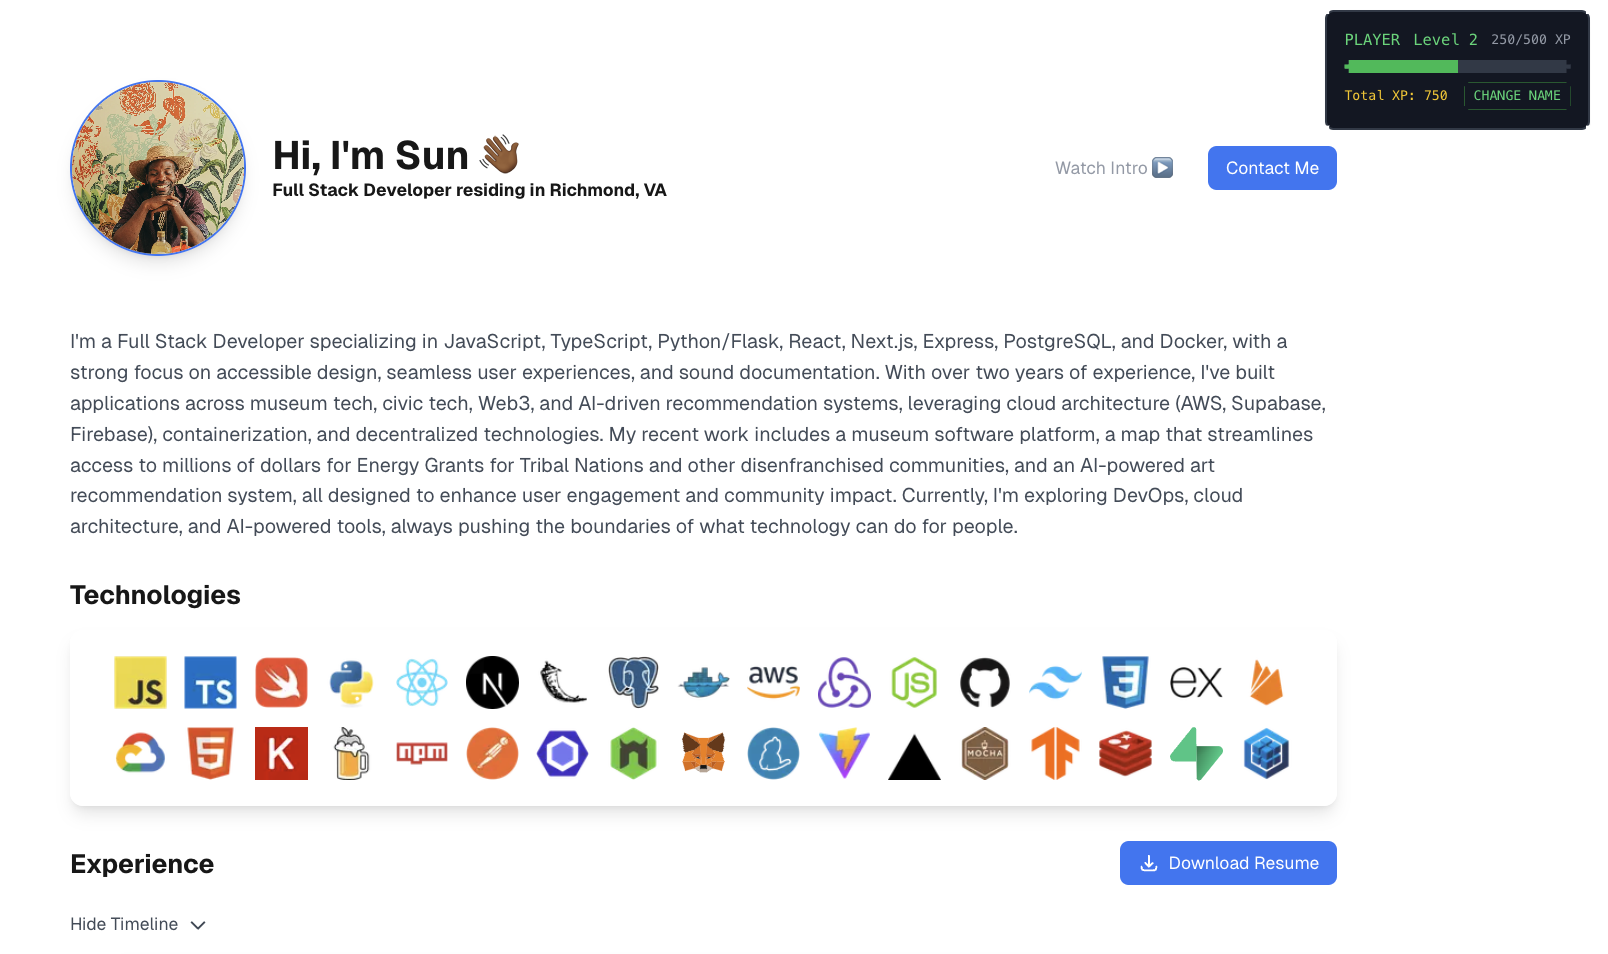 PLAYER Level 2 250/500 XP
Total XP: 750 CHANGE NAME
Hi, I'm Sun 👋🏾
Full Stack Developer residing in Richmond, VA
Watch Intro ▶️
Contact Me
I'm a Full Stack Developer specializing in JavaScript, TypeScript, Python/Flask, React, Next.js, Express, PostgreSQL, and Docker, with a
strong focus on accessible design, seamless user experiences, and sound documentation. With over two years of experience, I've built
applications across museum tech, civic tech, Web3, and AI-driven recommendation systems, leveraging cloud architecture (AWS, Supabase,
Firebase), containerization, and decentralized technologies. My recent work includes a museum software platform, a map that streamlines
access to millions of dollars for Energy Grants for Tribal Nations and other disenfranchised communities, and an AI-powered art
recommendation system, all designed to enhance user engagement and community impact. Currently, I'm exploring DevOps, cloud
architecture, and AI-powered tools, always pushing the boundaries of what technology can do for people.
Technologies
JS TS N aws JS 3 ex
5 K npm MOCHA
Experience
Download Resume
Hide Timeline